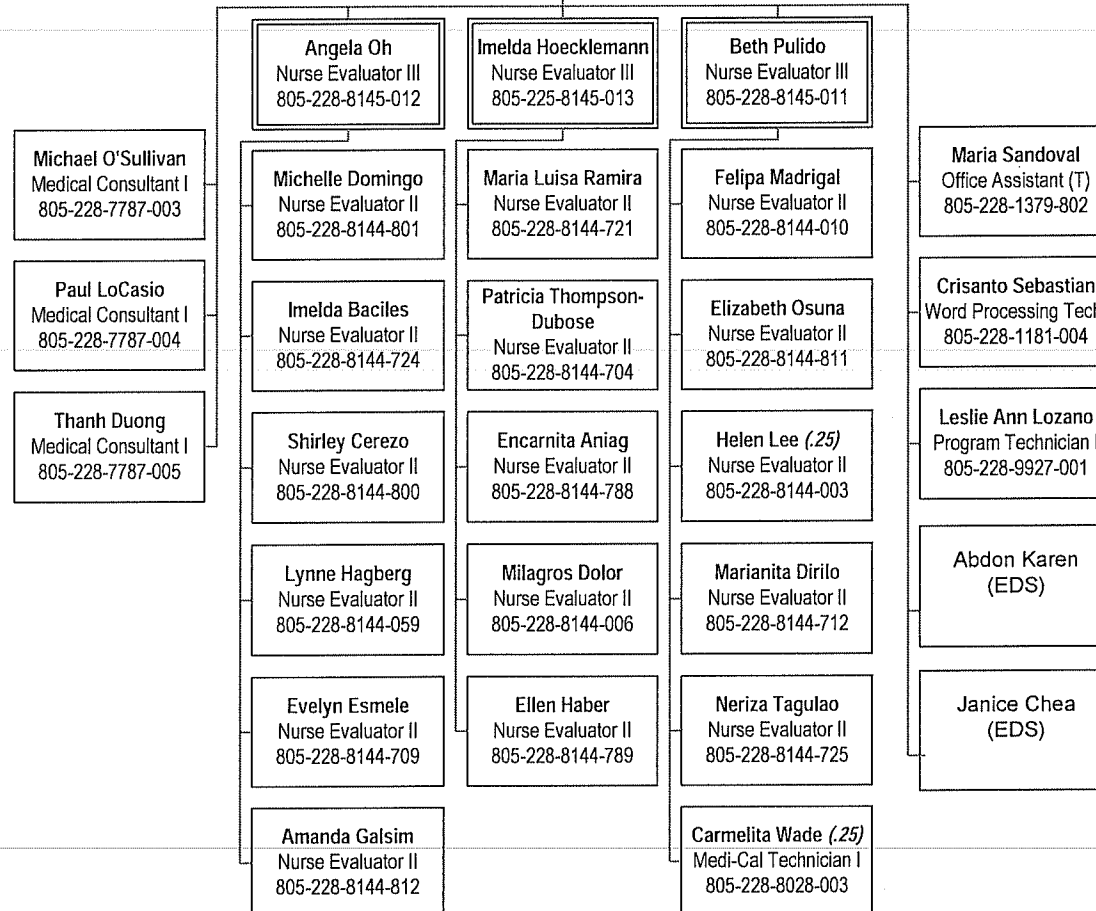 Angela Oh
Nurse Evaluator III
805-228-8145-012
Imelda Hoecklemann
Nurse Evaluator III
805-225-8145-013
Beth Pulido
Nurse Evaluator III
805-228-8145-011
Michael O'Sullivan
Medical Consultant I
805-228-7787-003
Paul LoCasio
Medical Consultant I
805-228-7787-004
Thanh Duong
Medical Consultant I
805-228-7787-005
Michelle Domingo
Nurse Evaluator II
805-228-8144-801
Imelda Baciles
Nurse Evaluator II
805-228-8144-724
Shirley Cerezo
Nurse Evaluator II
805-228-8144-800
Lynne Hagberg
Nurse Evaluator II
805-228-8144-059
Evelyn Esmele
Nurse Evaluator II
805-228-8144-709
Amanda Galsim
Nurse Evaluator II
805-228-8144-812
Maria Luisa Ramira
Nurse Evaluator II
805-228-8144-721
Patricia Thompson-
Dubose
Nurse Evaluator II
805-228-8144-704
Encarnita Aniag
Nurse Evaluator II
805-228-8144-788
Milagros Dolor
Nurse Evaluator II
805-228-8144-006
Ellen Haber
Nurse Evaluator II
805-228-8144-789
Felipa Madrigal
Nurse Evaluator II
805-228-8144-010
Elizabeth Osuna
Nurse Evaluator II
805-228-8144-811
Helen Lee (.25)
Nurse Evaluator II
805-228-8144-003
Marianita Dirilo
Nurse Evaluator II
805-228-8144-712
Neriza Tagulao
Nurse Evaluator II
805-228-8144-725
Carmelita Wade (.25)
Medi-Cal Technician I
805-228-8028-003
Maria Sandoval
Office Assistant (T)
805-228-1379-802
Crisanto Sebastian
Word Processing Tech
805-228-1181-004
Leslie Ann Lozano
Program Technician
805-228-9927-001
Abdon Karen
(EDS)
Janice Chea
(EDS)